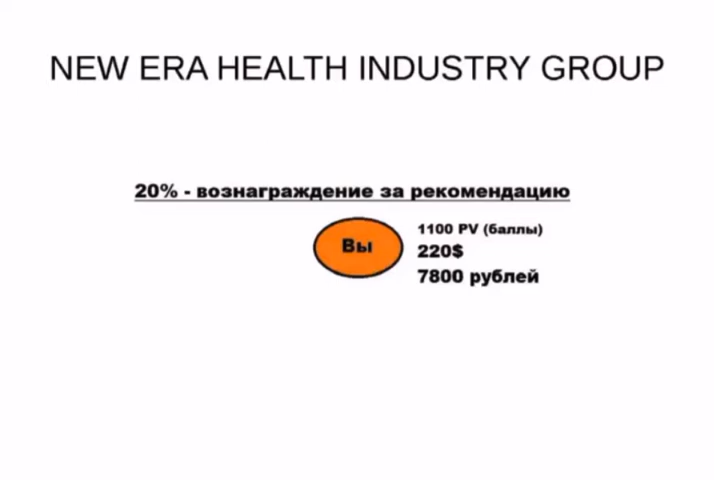 NEW ERA HEALTH INDUSTRY GROUP
20% - вознаграждение за рекомендацию
Вы
1100 PV (баллы)
220$
7800 рублей